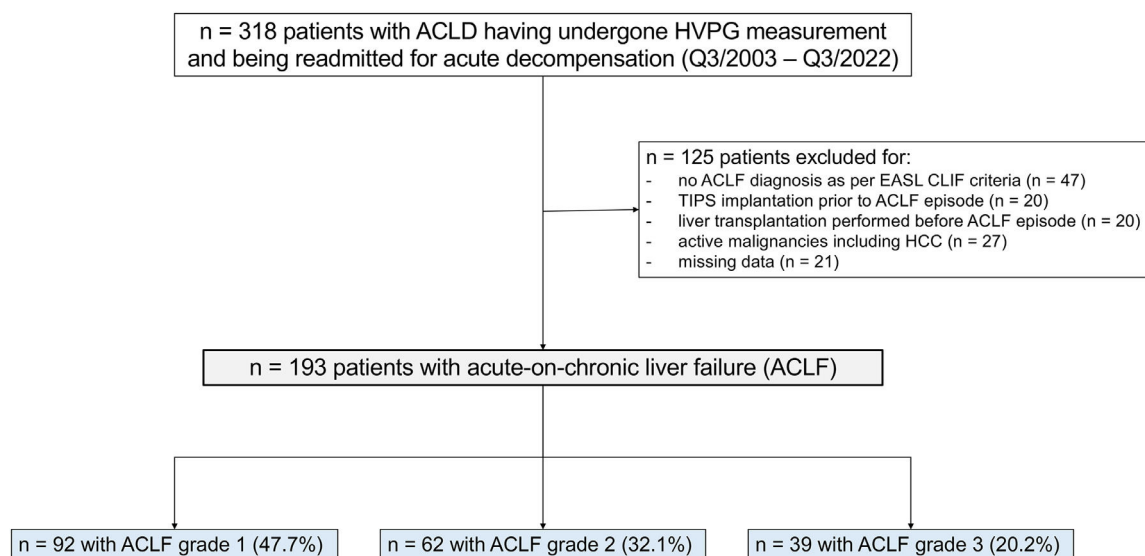 n = 318 patients with ACLD having undergone HVPG measurement
and being readmitted for acute decompensation (Q3/2003 – Q3/2022)
n = 125 patients excluded for:
- no ACLF diagnosis as per EASL CLIF criteria (n = 47)
- TIPS implantation prior to ACLF episode (n = 20)
- liver transplantation performed before ACLF episode (n = 20)
- active malignancies including HCC (n = 27)
- missing data (n = 21)
n = 193 patients with acute-on-chronic liver failure (ACLF)
n = 92 with ACLF grade 1 (47.7%)
n = 62 with ACLF grade 2 (32.1%)
n = 39 with ACLF grade 3 (20.2%)